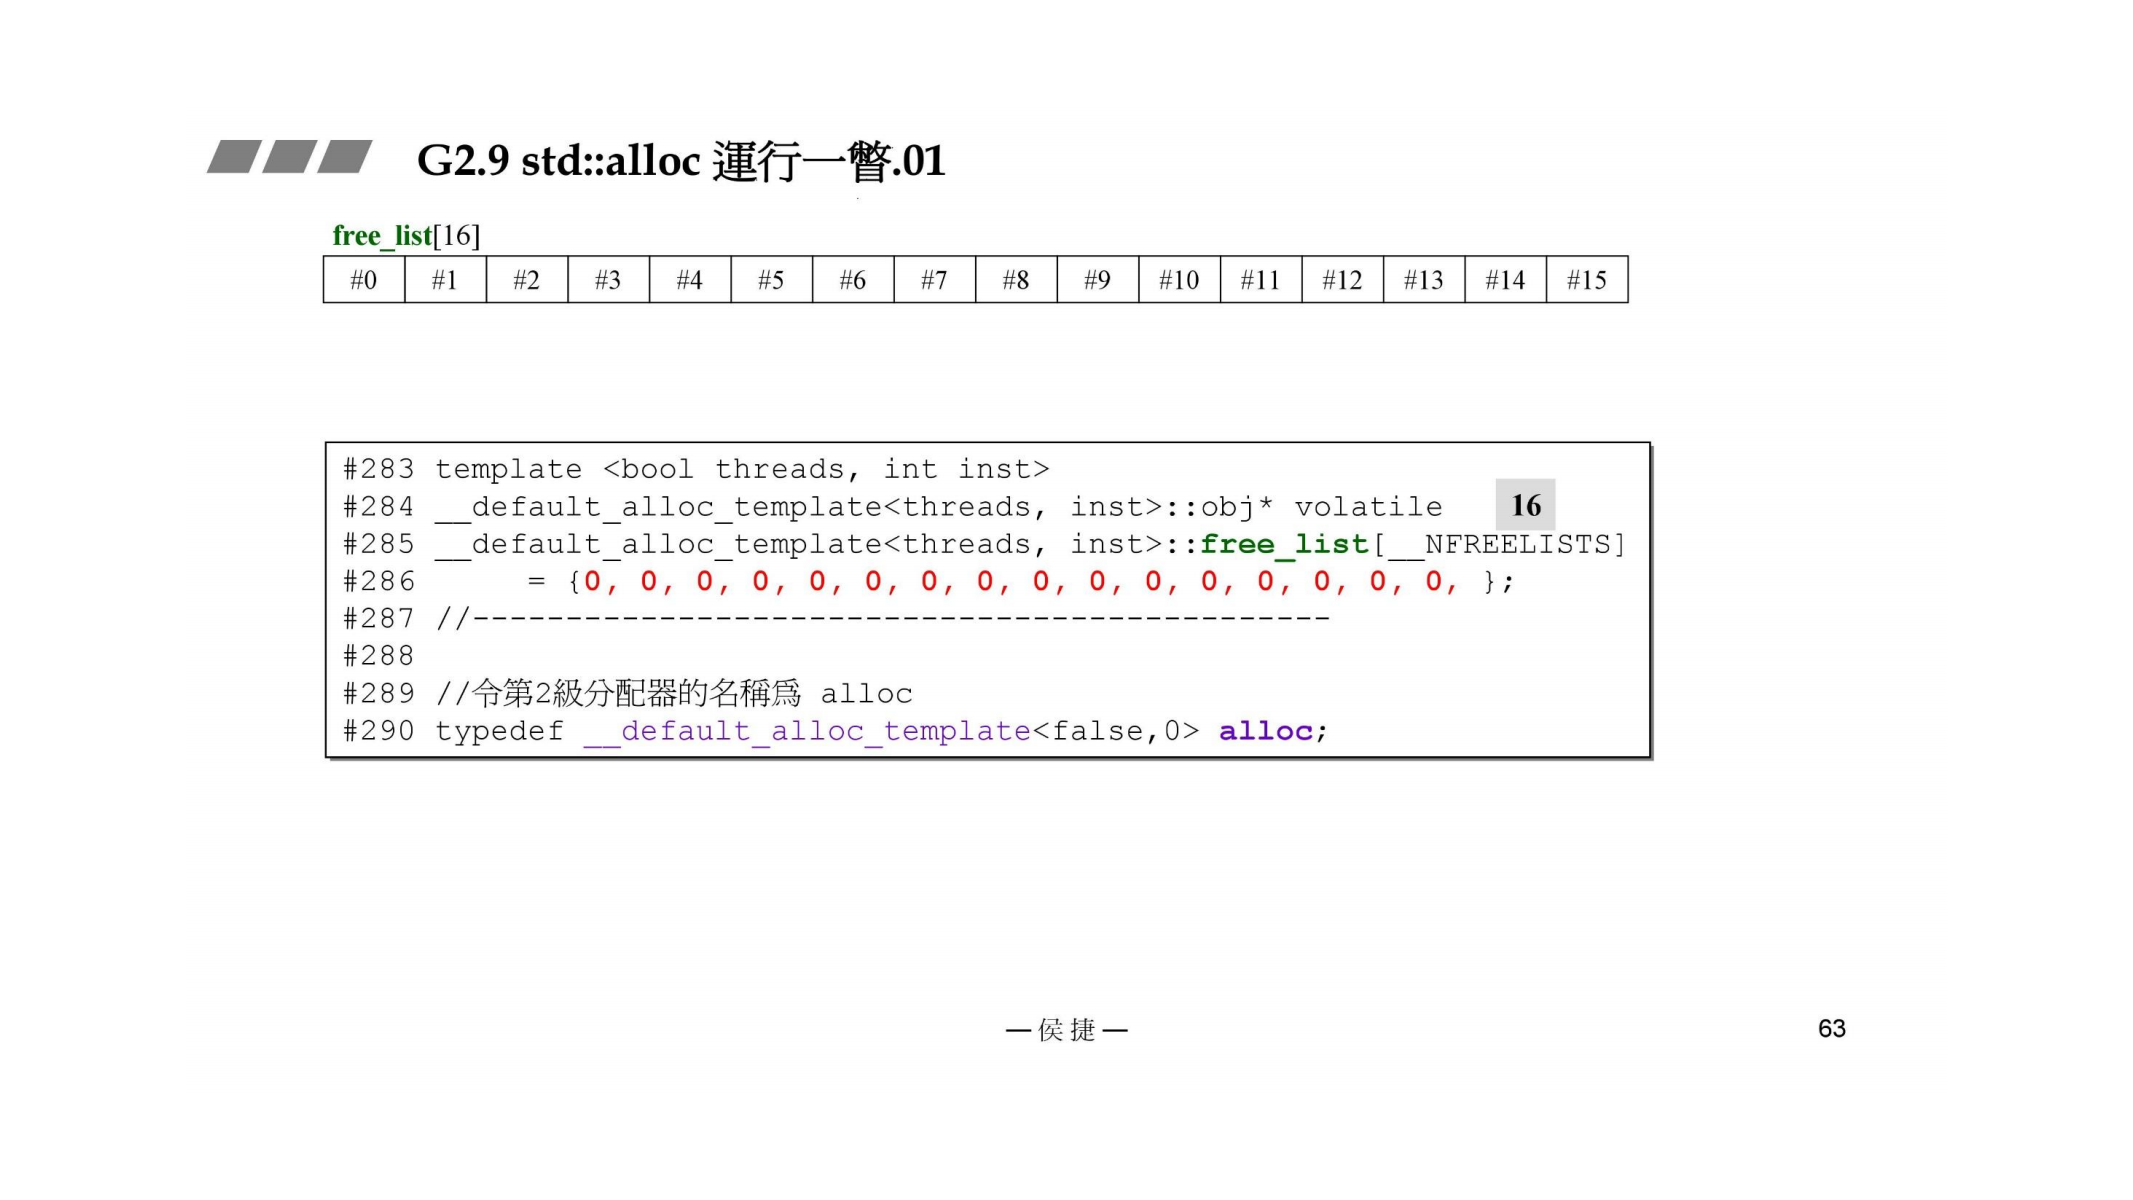 G2.9 std::alloc 運行一瞥.01
free_list[16]
#0 #1 #2 #3 #4 #5 #6 #7 #8 #9 #10 #11 #12 #13 #14 #15
#283 template <bool threads, int inst>
#284 __default_alloc_template<threads, inst>::obj* volatile 16
#285 __default_alloc_template<threads, inst>::free_list[__NFREELISTS]
#286 = {0, 0, 0, 0, 0, 0, 0, 0, 0, 0, 0, 0, 0, 0, 0, 0, };
#287 //----------------------------------------------
#288
#289 //令第2級分配器的名稱為 alloc
#290 typedef __default_alloc_template<false,0> alloc;
—侯捷—
63